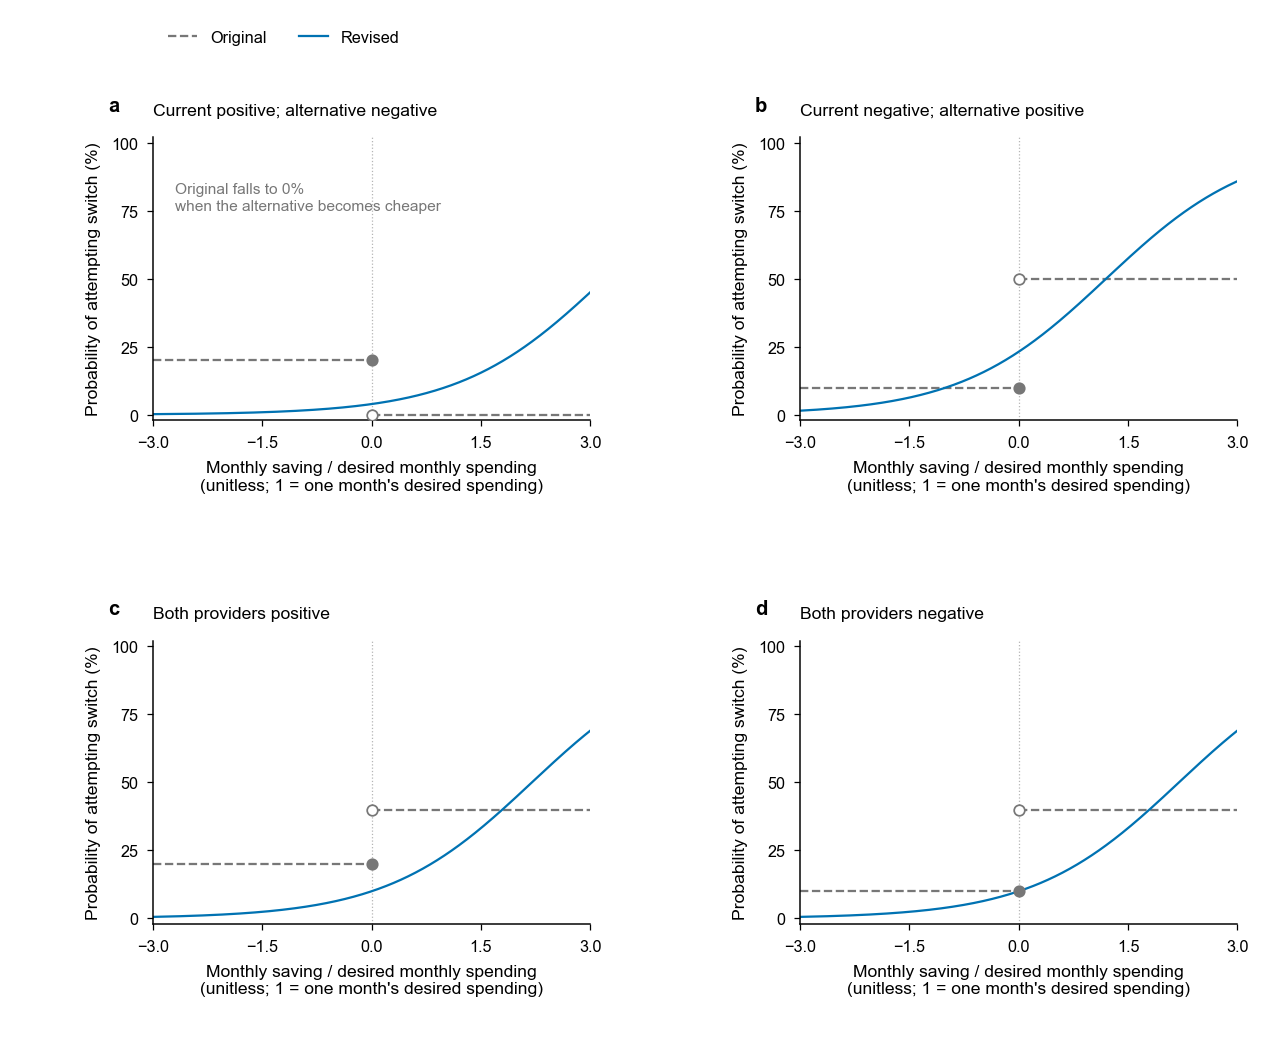 Original Revised
a Current positive; alternative negative
Probability of attempting switch (%)
100
75
50
25
0
Original falls to 0%
when the alternative becomes cheaper
−3.0 −1.5 0.0 1.5 3.0
Monthly saving / desired monthly spending
(unitless; 1 = one month's desired spending)
b Current negative; alternative positive
Probability of attempting switch (%)
100
75
50
25
0
−3.0 −1.5 0.0 1.5 3.0
Monthly saving / desired monthly spending
(unitless; 1 = one month's desired spending)
c Both providers positive
Probability of attempting switch (%)
100
75
50
25
0
−3.0 −1.5 0.0 1.5 3.0
Monthly saving / desired monthly spending
(unitless; 1 = one month's desired spending)
d Both providers negative
Probability of attempting switch (%)
100
75
50
25
0
−3.0 −1.5 0.0 1.5 3.0
Monthly saving / desired monthly spending
(unitless; 1 = one month's desired spending)